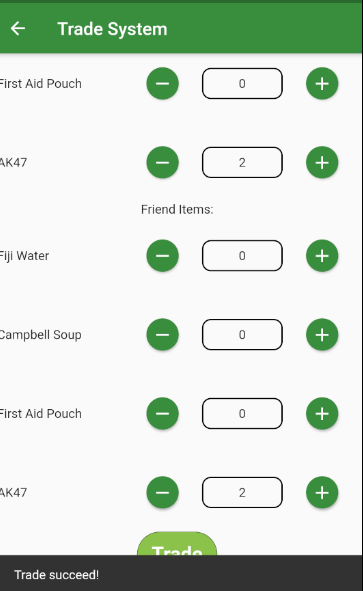 Trade System
First Aid Pouch 0
AK47 2
Friend Items:
Fiji Water 0
Campbell Soup 0
First Aid Pouch 0
AK47 2
Trade
Trade succeed!